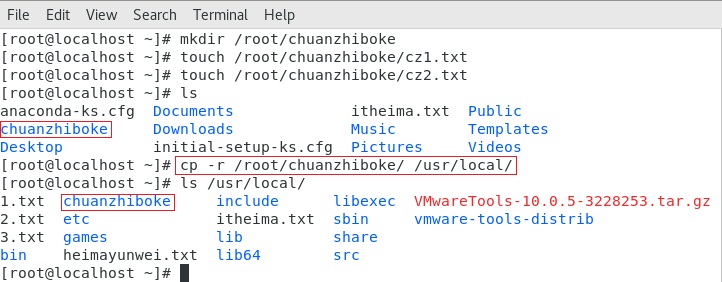 File Edit View Search Terminal Help
[root@localhost ~]# mkdir /root/chuanzhiboke
[root@localhost ~]# touch /root/chuanzhiboke/cz1.txt
[root@localhost ~]# touch /root/chuanzhiboke/cz2.txt
[root@localhost ~]# ls
anaconda-ks.cfg Documents itheima.txt Public
chuanzhiboke Downloads Music Templates
Desktop initial-setup-ks.cfg Pictures Videos
[root@localhost ~]# cp -r /root/chuanzhiboke/ /usr/local/
[root@localhost ~]# ls /usr/local/
1.txt chuanzhiboke include libexec VMwareTools-10.0.5-3228253.tar.gz
2.txt etc itheima.txt sbin vmware-tools-distrib
3.txt games lib share
bin heimayunwei.txt lib64 src
[root@localhost ~]#